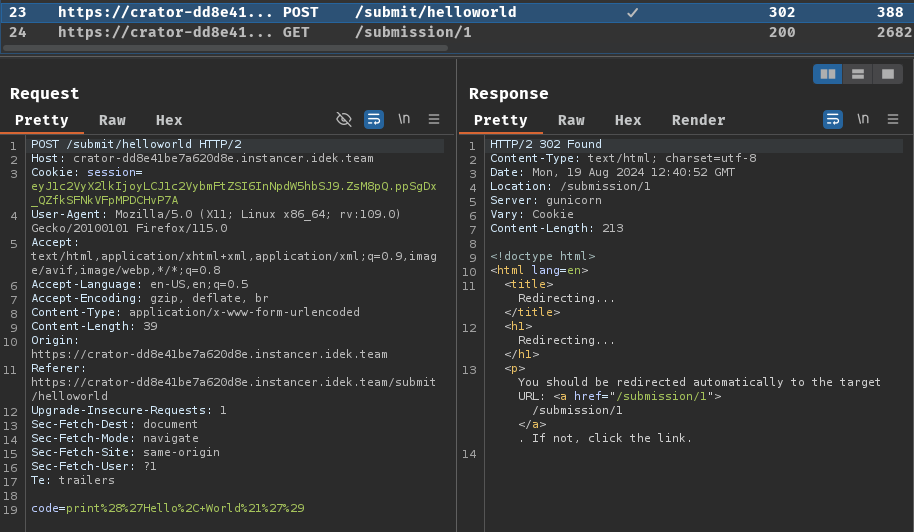 23 https://crator-dd8e41... POST /submit/helloworld 302 388
24 https://crator-dd8e41... GET /submission/1 200 2682
Request
Pretty Raw Hex \n
1 POST /submit/helloworld HTTP/2
2 Host: crator-dd8e41be7a620d8e.instancer.idek.team
3 Cookie: session=
eyJ1c2VyX2lkIjoyLCJ1c2VybmFtZSI6InNpdW5hbSJ9.ZsM8pQ.ppSgDx
_QZfkSFNkVFpMPDCHvP7A
4 User-Agent: Mozilla/5.0 (X11; Linux x86_64; rv:109.0)
Gecko/20100101 Firefox/115.0
5 Accept:
text/html,application/xhtml+xml,application/xml;q=0.9,imag
e/avif,image/webp,*/*;q=0.8
6 Accept-Language: en-US,en;q=0.5
7 Accept-Encoding: gzip, deflate, br
8 Content-Type: application/x-www-form-urlencoded
9 Content-Length: 39
10 Origin:
https://crator-dd8e41be7a620d8e.instancer.idek.team
11 Referer:
https://crator-dd8e41be7a620d8e.instancer.idek.team/submit
/helloworld
12 Upgrade-Insecure-Requests: 1
13 Sec-Fetch-Dest: document
14 Sec-Fetch-Mode: navigate
15 Sec-Fetch-Site: same-origin
16 Sec-Fetch-User: ?1
17 Te: trailers
18
19 code=print%28%27Hello%2C+World%21%27%29
Response
Pretty Raw Hex Render \n
1 HTTP/2 302 Found
2 Content-Type: text/html; charset=utf-8
3 Date: Mon, 19 Aug 2024 12:40:52 GMT
4 Location: /submission/1
5 Server: gunicorn
6 Vary: Cookie
7 Content-Length: 213
8
9 <!doctype html>
10 <html lang=en>
11 <title>
Redirecting...
</title>
12 <h1>
Redirecting...
</h1>
13 <p>
You should be redirected automatically to the target
URL: <a href="/submission/1">
/submission/1
</a>
. If not, click the link.
14